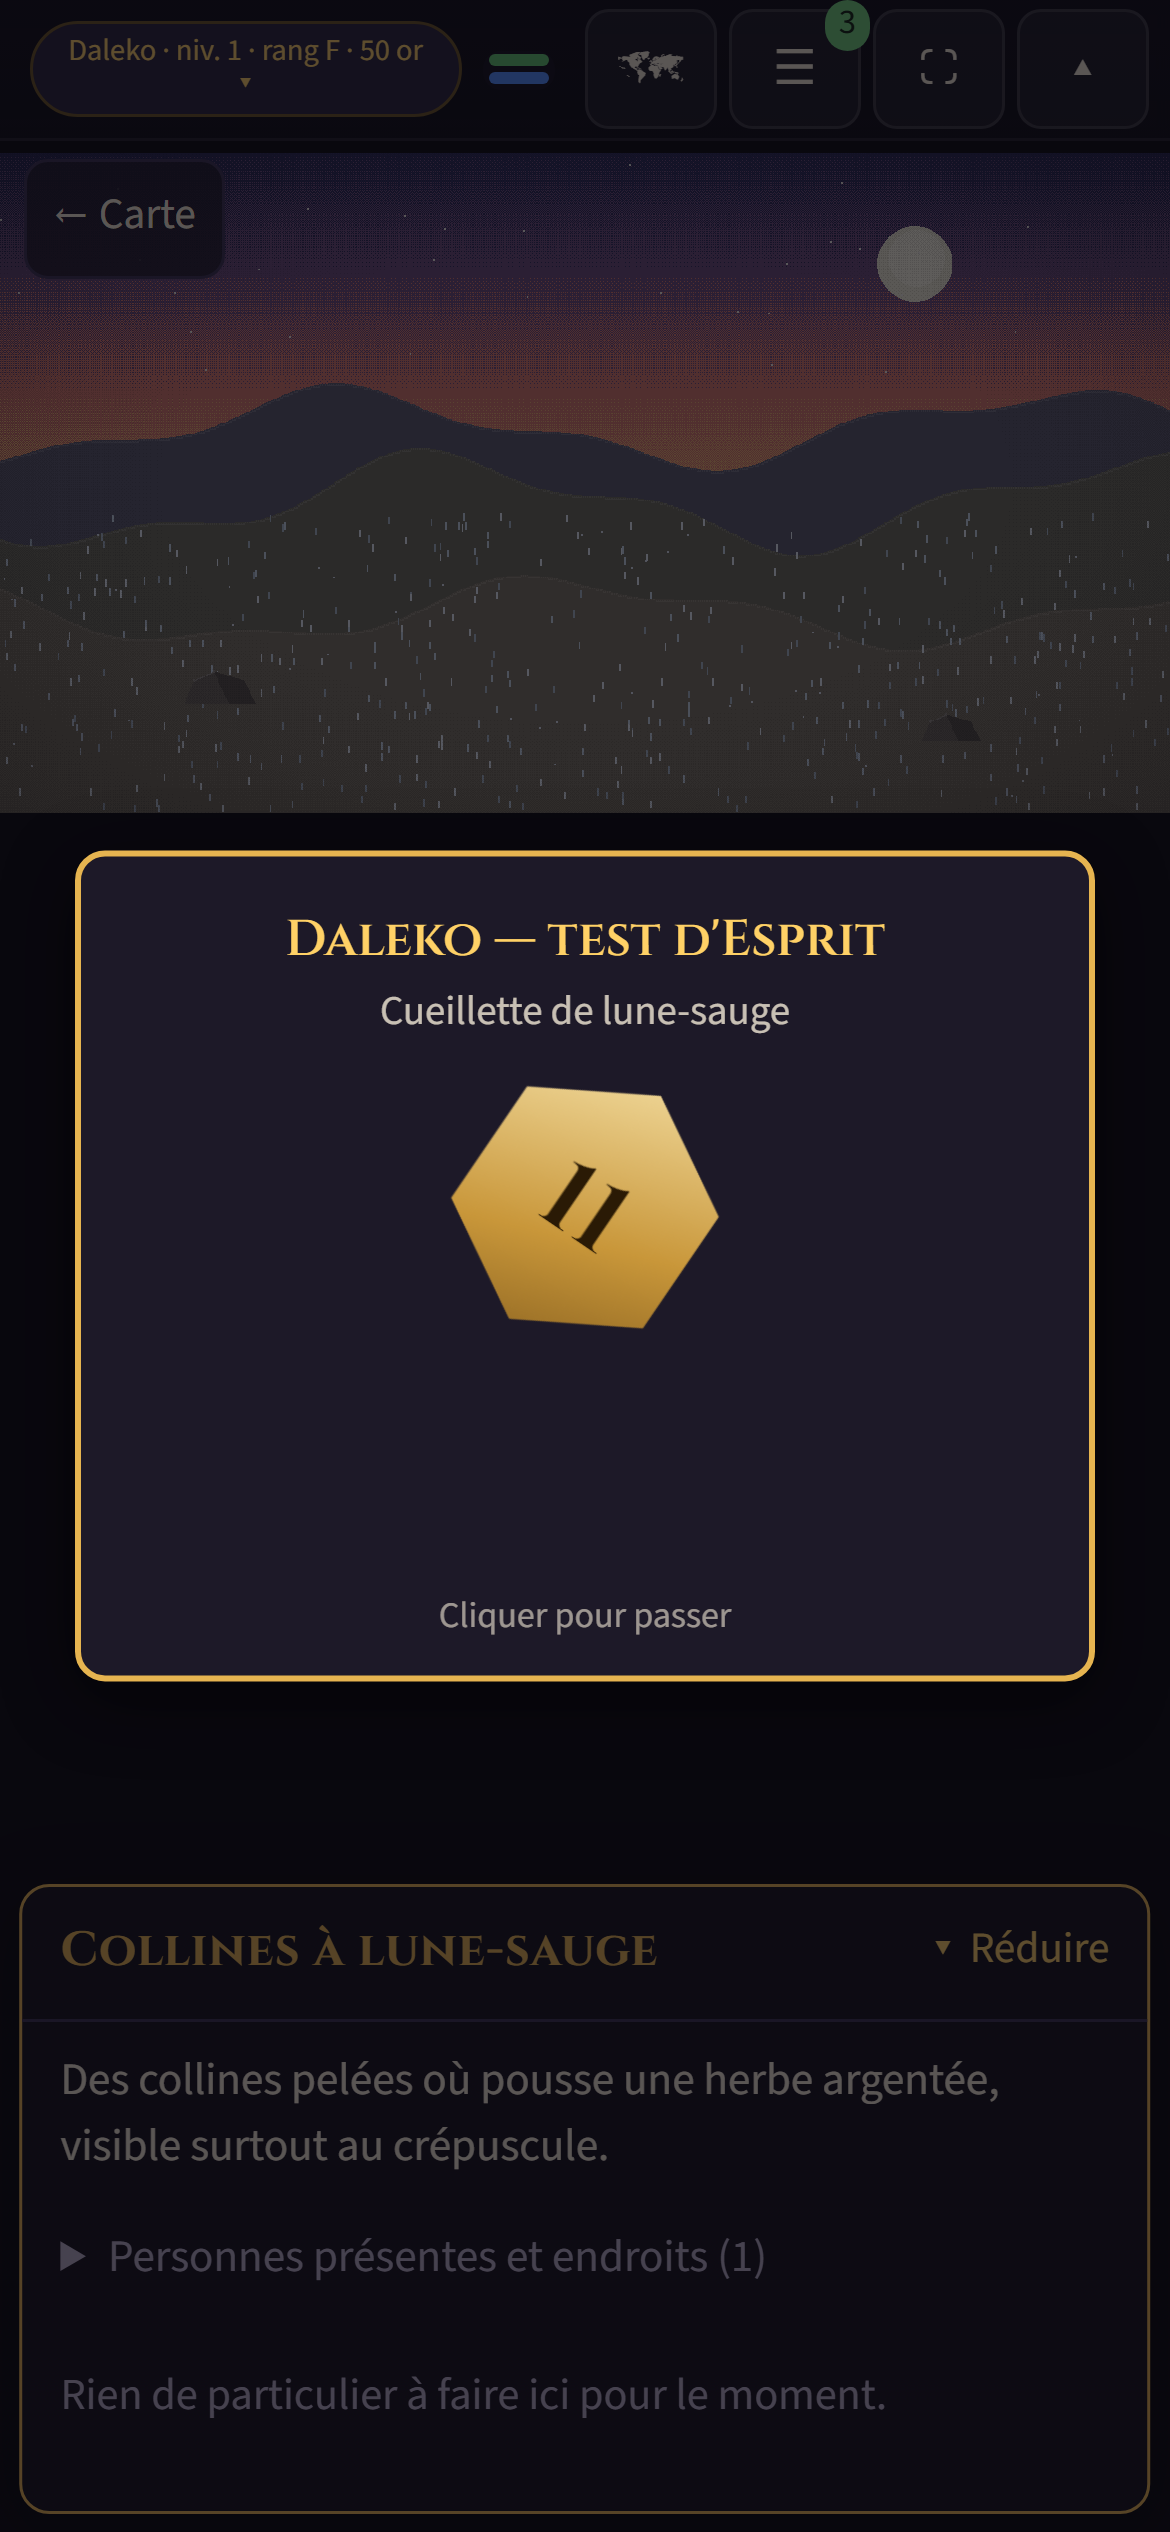 Daleko · niv. 1 · rang F · 50 or
3
← Carte
Daleko — test d'Esprit
Cueillette de lune-sauge
11
Cliquer pour passer
Collines à lune-sauge
Réduire
Des collines pelées où pousse une herbe argentée,
visible surtout au crépuscule.
Personnes présentes et endroits (1)
Rien de particulier à faire ici pour le moment.